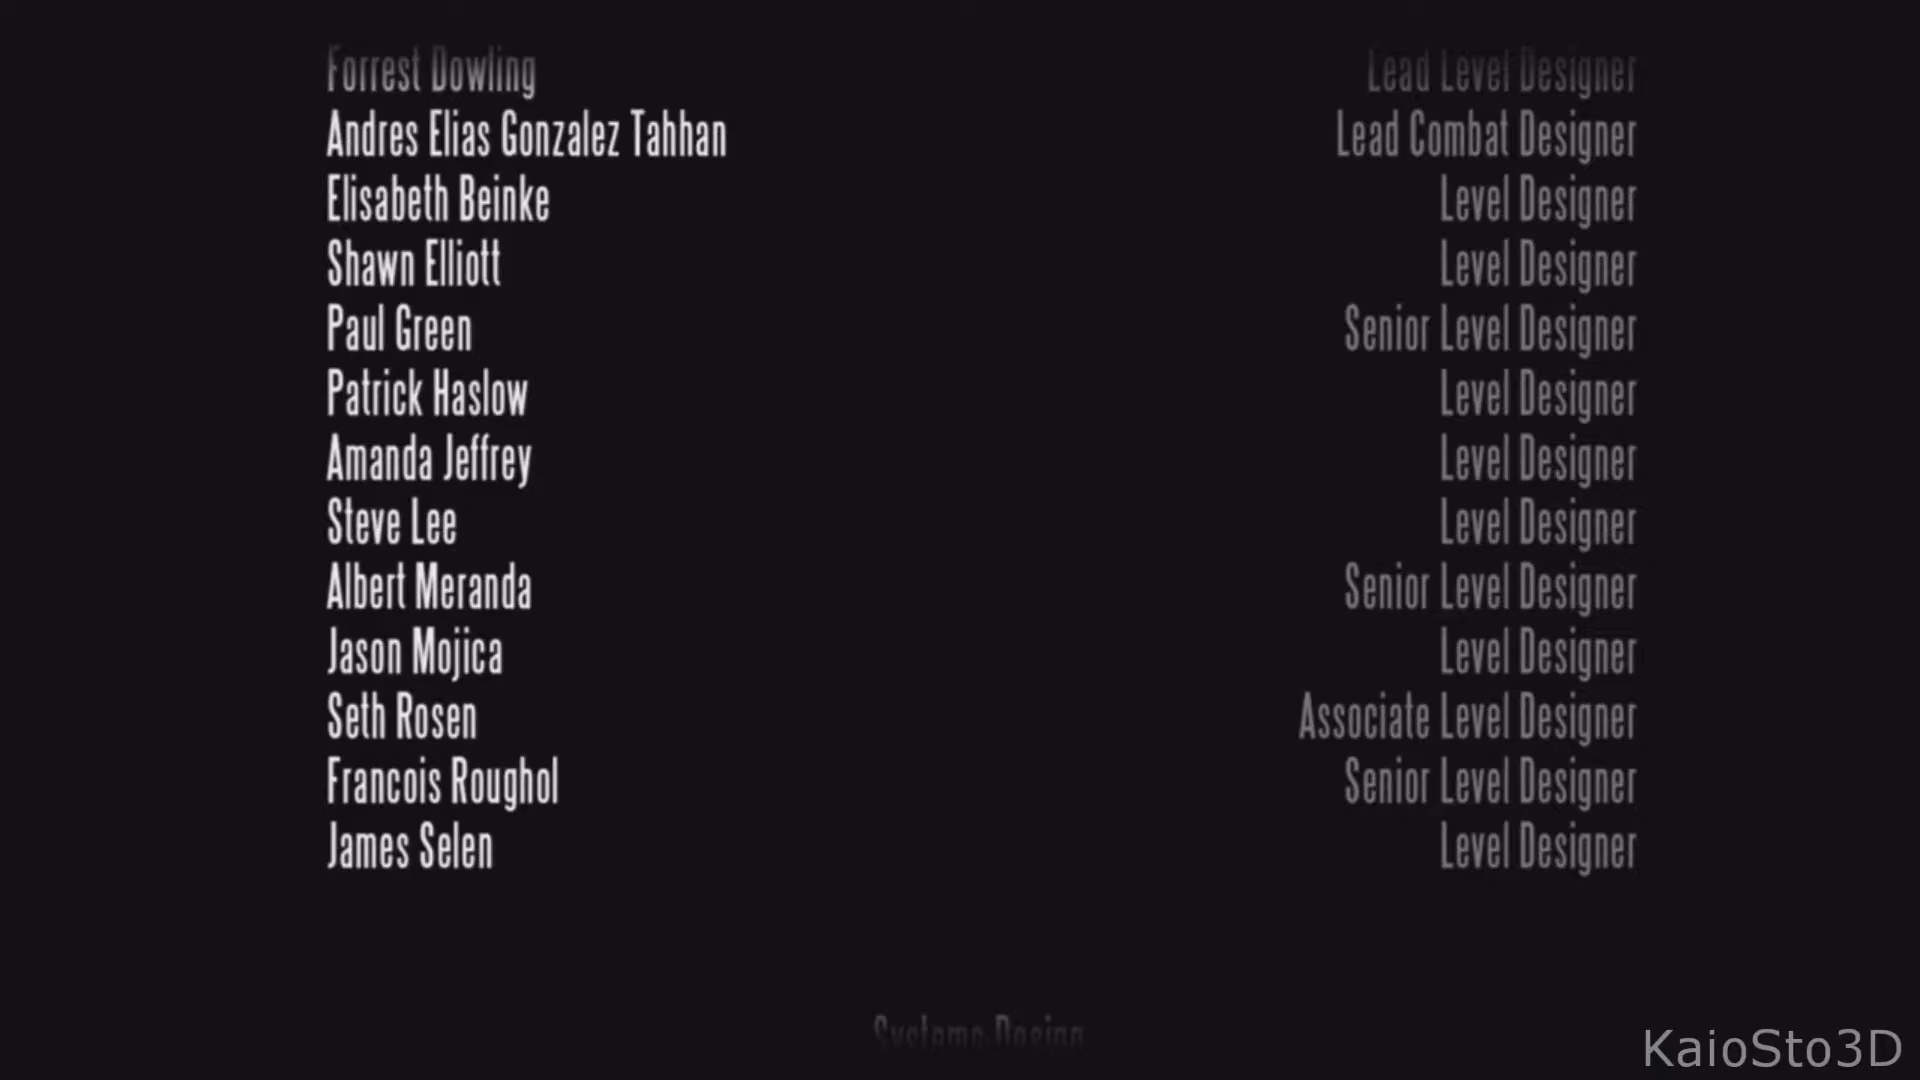 Forrest Dowling Lead Level Designer
Andres Elias Gonzalez Tahhan Lead Combat Designer
Elisabeth Beinke Level Designer
Shawn Elliott Level Designer
Paul Green Senior Level Designer
Patrick Haslow Level Designer
Amanda Jeffrey Level Designer
Steve Lee Level Designer
Albert Meranda Senior Level Designer
Jason Mojica Level Designer
Seth Rosen Associate Level Designer
Francois Roughol Senior Level Designer
James Selen Level Designer
Systems Design
KaioSto3D